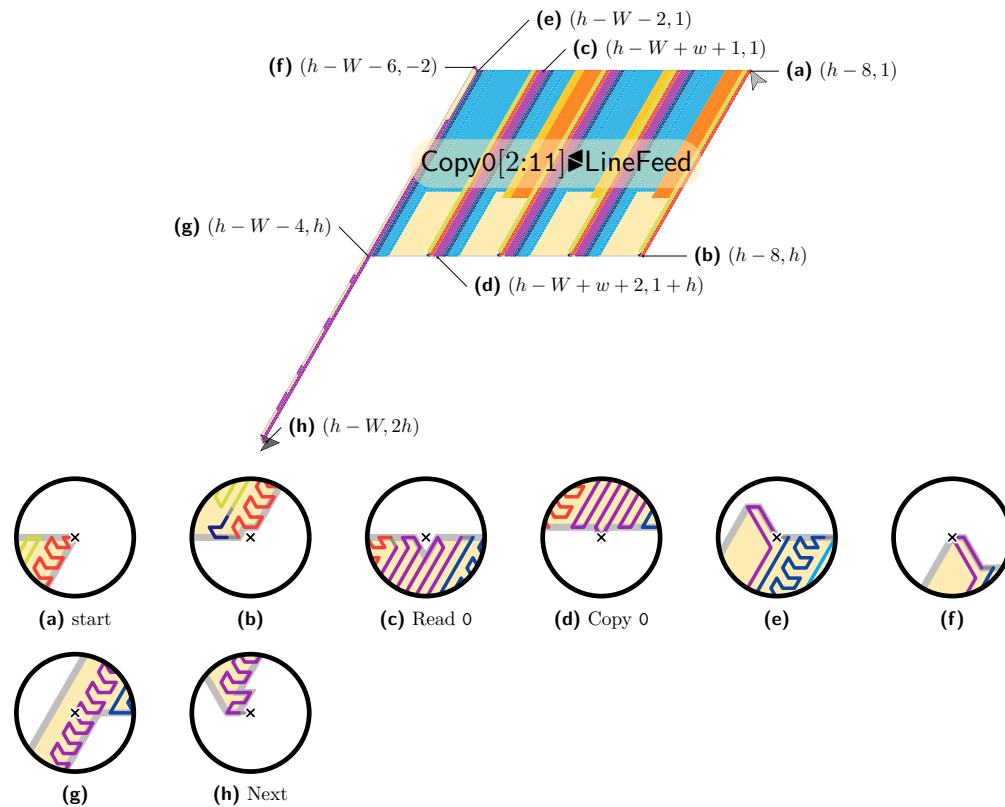 (e) (h − W − 2, 1)
(c) (h − W + w + 1, 1)
(f) (h − W − 6, −2)
(a) (h − 8, 1)
Copy0[2:11]⧫LineFeed
(g) (h − W − 4, h)
(b) (h − 8, h)
(d) (h − W + w + 2, 1 + h)
(h) (h − W, 2h)
(a) start
(b)
(c) Read 0
(d) Copy 0
(e)
(f)
(g)
(h) Next